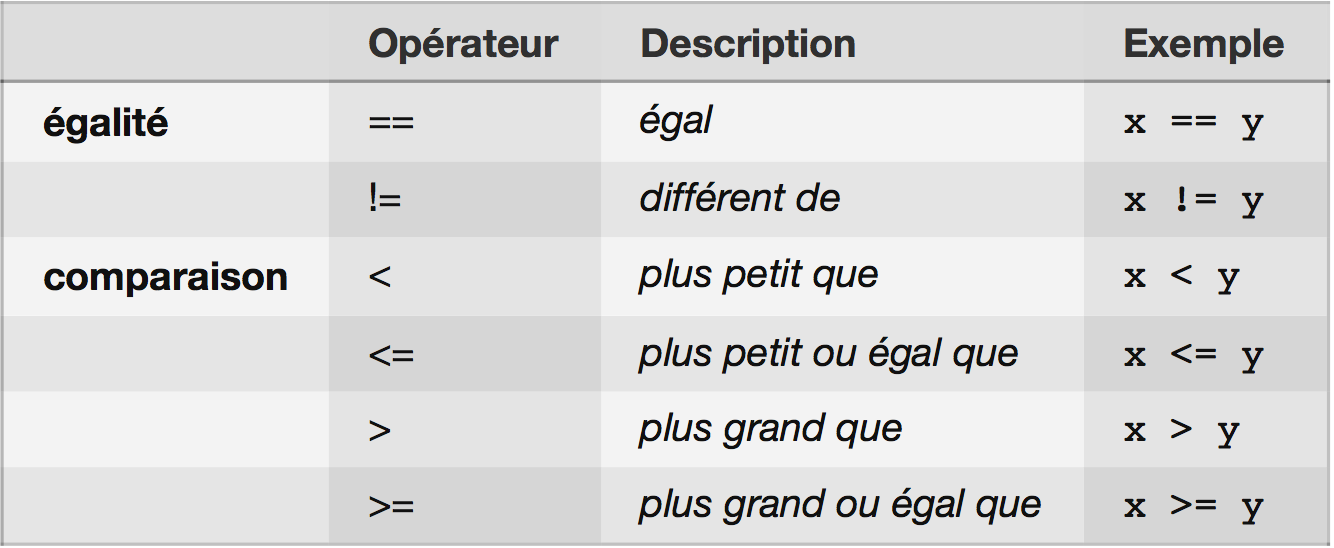 Opérateur Description Exemple
égalité == égal x == y
!= différent de x != y
comparaison < plus petit que x < y
<= plus petit ou égal que x <= y
> plus grand que x > y
>= plus grand ou égal que x >= y